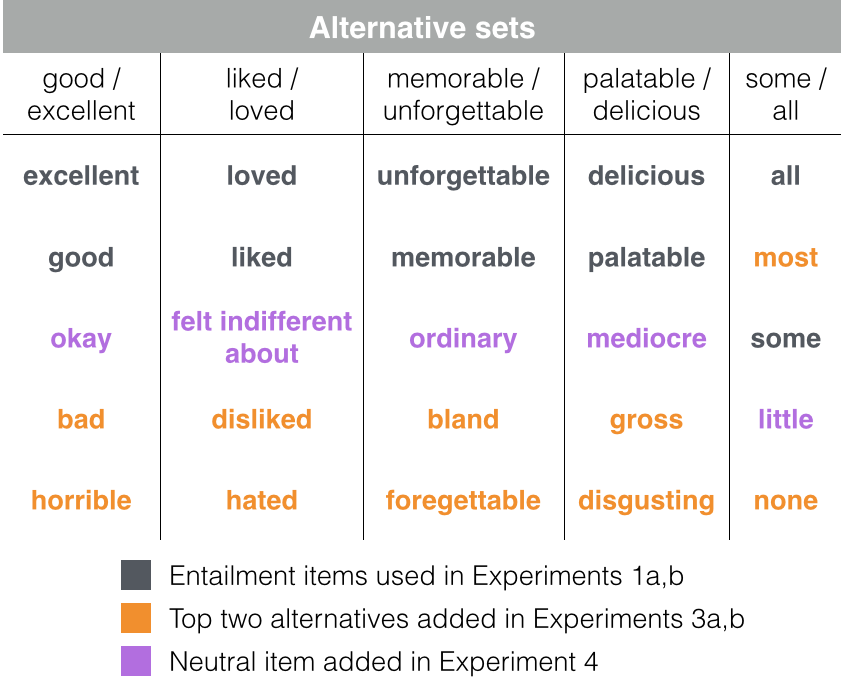 Alternative sets
good / liked / memorable / palatable / some /
excellent loved unforgettable delicious all
excellent loved unforgettable delicious all
good liked memorable palatable most
okay felt indifferent about ordinary mediocre some
bad disliked bland gross little
horrible hated foregettable disgusting none
Entailment items used in Experiments 1a,b
Top two alternatives added in Experiments 3a,b
Neutral item added in Experiment 4